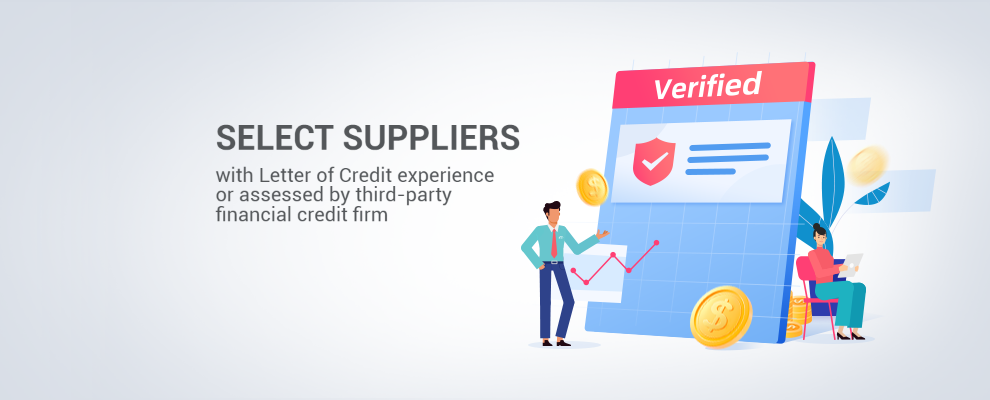 SELECT SUPPLIERS
with Letter of Credit experience
or assessed by third-party
financial credit firm
Verified